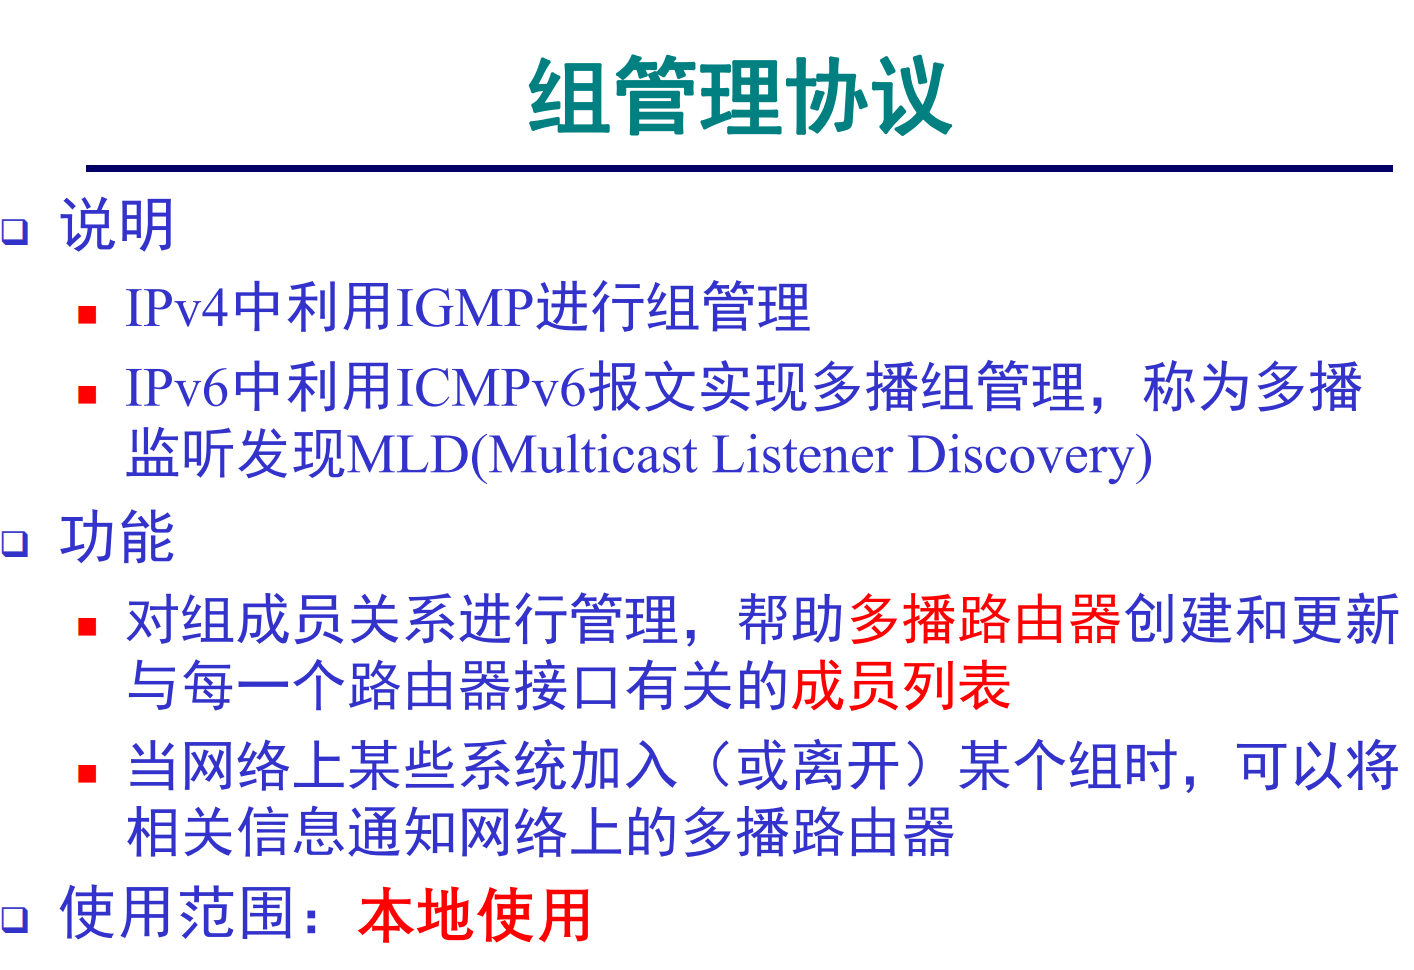 组管理协议
说明
IPv4中利用IGMP进行组管理
IPv6中利用ICMPv6报文实现多播组管理，称为多播
监听发现MLD(Multicast Listener Discovery)
功能
对组成员关系进行管理，帮助多播路由器创建和更新
与每一个路由器接口有关的成员列表
当网络上某些系统加入（或离开）某个组时，可以将
相关信息通知网络上的多播路由器
使用范围：本地使用